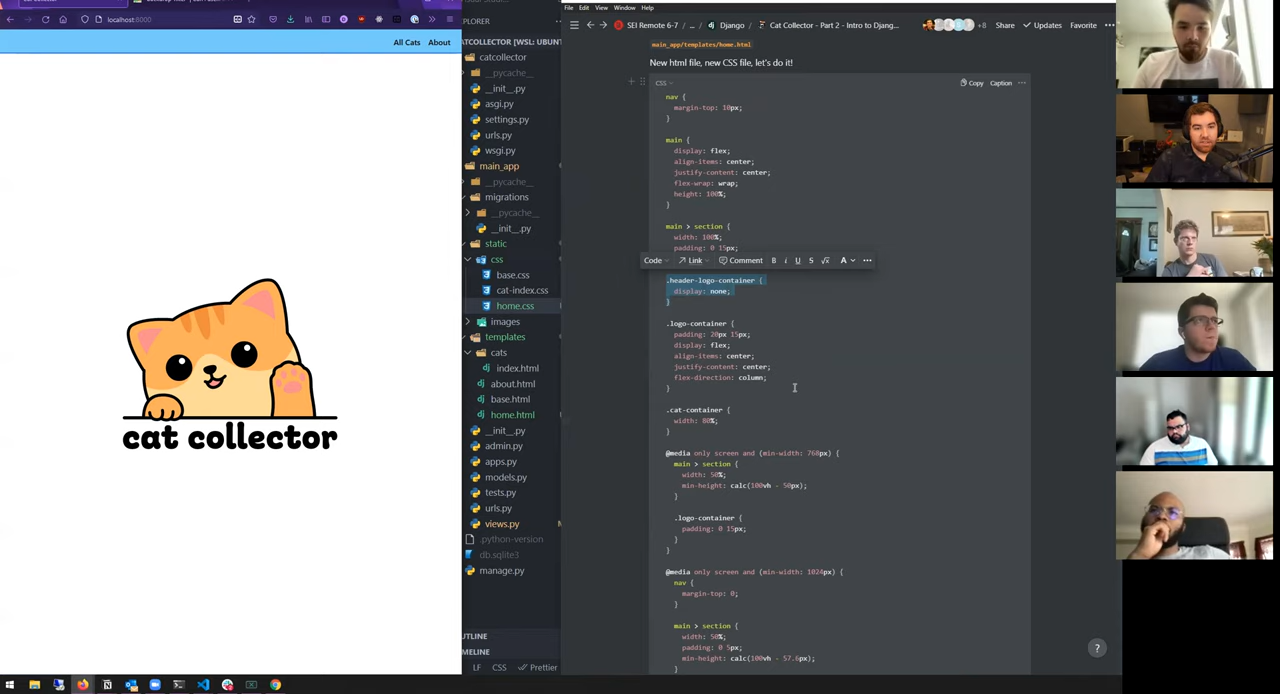 localhost:8000
All Cats
About
cat collector
EXPLORER
CATCOLLECTOR [WSL: UBUNT
catcollector
__pycache__
__init__.py
asgi.py
settings.py
urls.py
wsgi.py
main_app
__pycache__
migrations
__pycache__
__init__.py
static
css
base.css
cat-index.css
home.css
images
templates
cats
index.html
about.html
base.html
home.html
__init__.py
admin.py
apps.py
models.py
tests.py
urls.py
views.py
.python-version
db.sqlite3
manage.py
UTLINE
IMELINE
LF CSS Prettier
File Edit View Window Help
SEI Remote 6-7 / ... / Django / Cat Collector - Part 2 - Intro to Djang...
+8 Share Updates Favorite
main_app/templates/home.html
New html file, new CSS file, let's do it!
CSS
Copy Caption
nav {
margin-top: 10px;
}
main {
display: flex;
align-items: center;
justify-content: center;
flex-wrap: wrap;
height: 100%;
}
main > section {
width: 100%;
padding: 0 15px;
Code Link Comment B i U S √x A
.header-logo-container {
display: none;
}
.logo-container {
padding: 20px 15px;
display: flex;
align-items: center;
justify-content: center;
flex-direction: column;
}
.cat-container {
width: 80%;
}
@media only screen and (min-width: 768px) {
main > section {
width: 50%;
min-height: calc(100vh - 50px);
}
.logo-container {
padding: 0 15px;
}
}
@media only screen and (min-width: 1024px) {
nav {
margin-top: 0;
}
main > section {
width: 50%;
padding: 0 5px;
min-height: calc(100vh - 57.6px);
}
?